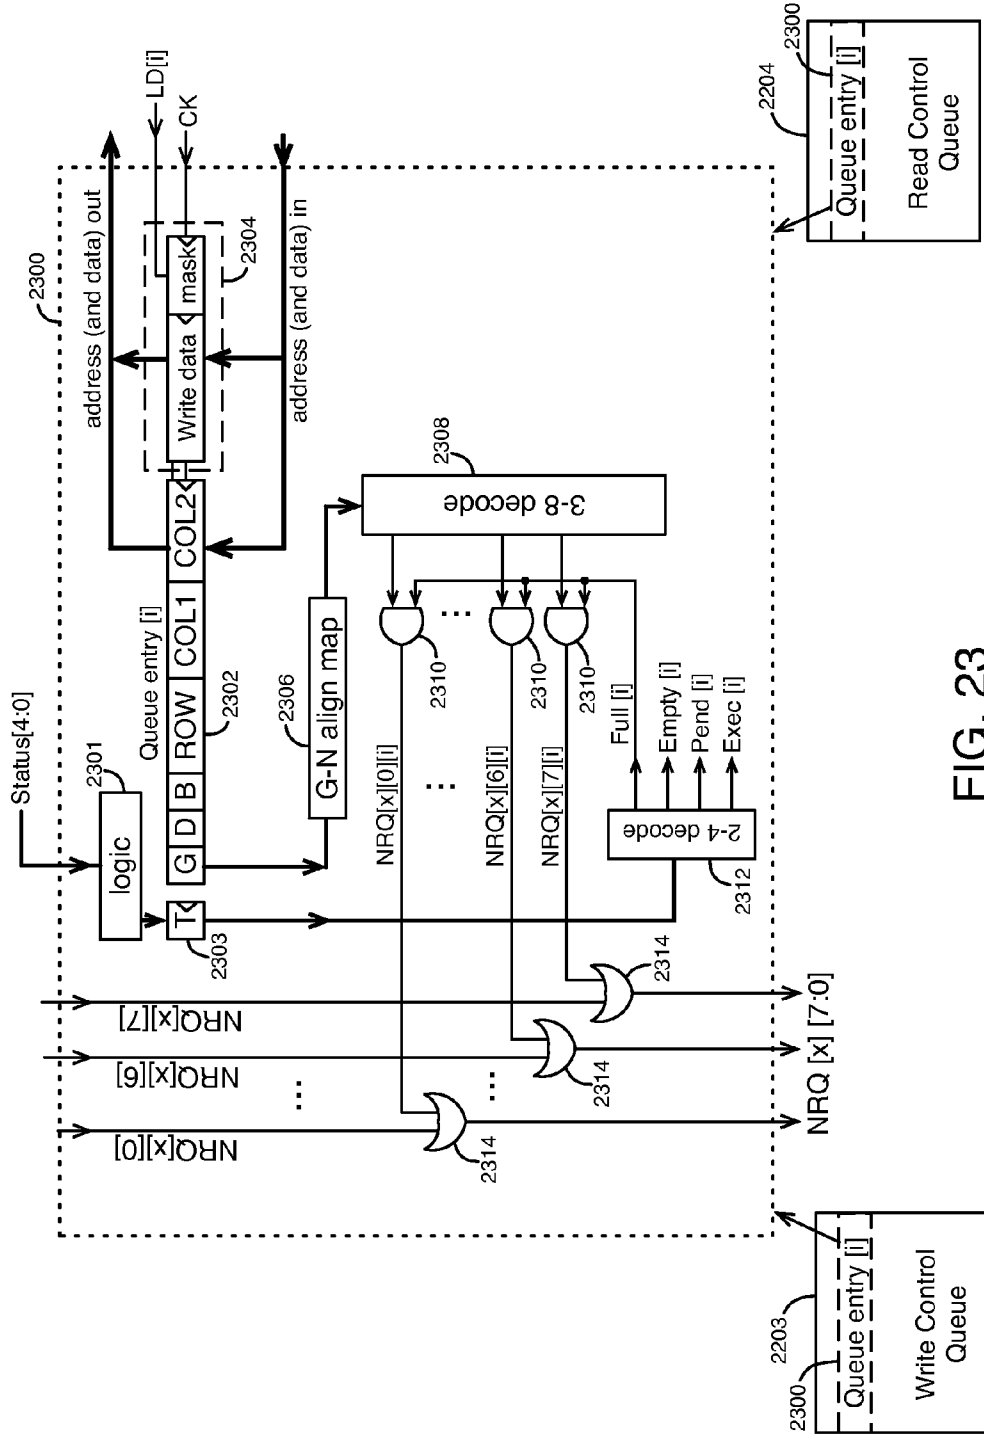 2300
Status[4:0]
2301
logic
Queue entry [i]
T
G
D
B
ROW
COL1
COL2
Write data
mask
2303
2302
2304
LD[i]
CK
address (and data) out
address (and data) in
2306
G-N align map
2308
3-8 decode
NRQ[x][7]
NRQ[x][6]
NRQ[x][0]
...
NRQ[x][0][i]
...
NRQ[x][6][i]
NRQ[x][7][i]
2310
...
2310
2310
Full [i]
Empty [i]
Pend [i]
Exec [i]
2-4 decode
2312
2314
...
2314
2314
NRQ [x] [7:0]
2203
2300
Queue entry [i]
Write Control
Queue
2204
2300
Queue entry [i]
Read Control
Queue
FIG. 23